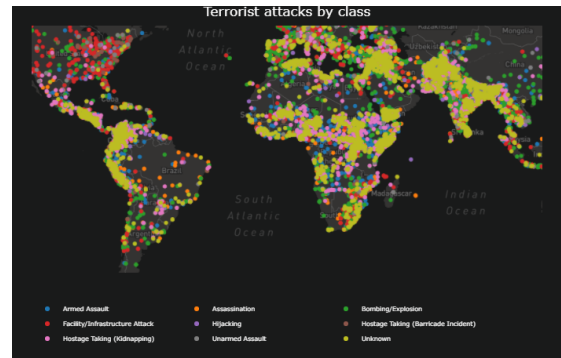 Terrorist attacks by class
North
Atlantic
Ocean
Uzbekistan
Mongolia
China
Brazil
Madagascar
South
Atlantic
Ocean
Indian
Ocean
Armed Assault
Assassination
Bombing/Explosion
Facility/Infrastructure Attack
Hijacking
Hostage Taking (Barricade Incident)
Hostage Taking (Kidnapping)
Unarmed Assault
Unknown